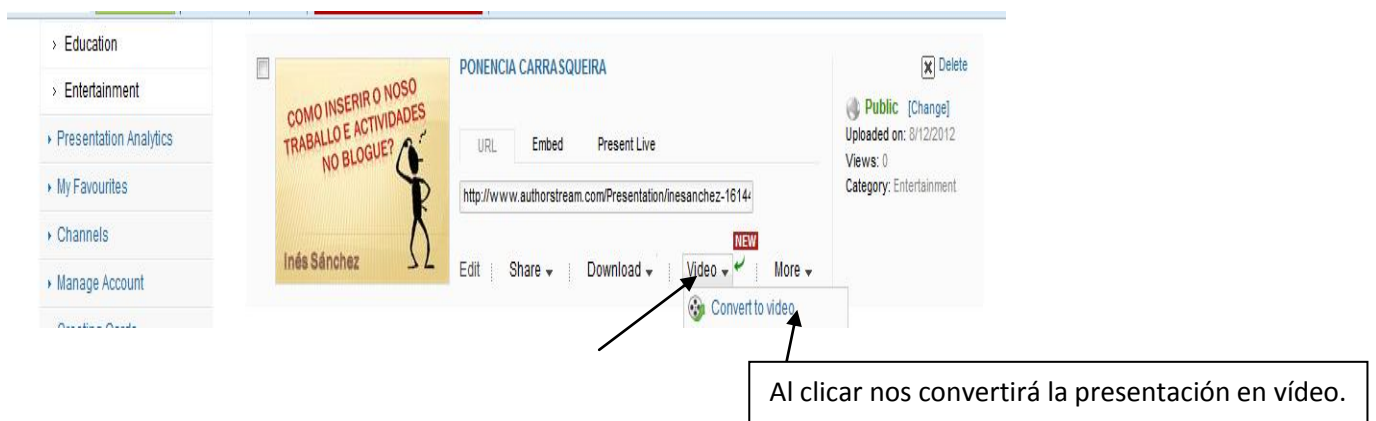 Education
Entertainment
Presentation Analytics
My Favourites
Channels
Manage Account
COMO INSERIR O NOSO
TRABALLO E ACTIVIDADES
NO BLOGUE?
Inés Sánchez
PONENCIA CARRASQUEIRA
URL Embed Present Live
http://www.authorstream.com/Presentation/inesanchez-16144
Edit Share Download Video NEW More
Convert to video
Delete
Public [Change]
Uploaded on: 8/12/2012
Views: 0
Category: Entertainment
Al clicar nos convertirá la presentación en vídeo.